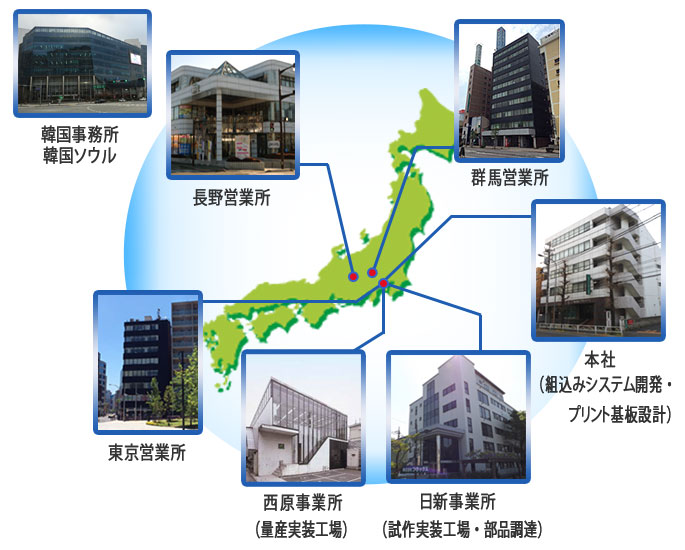 韓国事務所
韓国ソウル
長野営業所
群馬営業所
本社
（組込みシステム開発・
プリント基板設計）
東京営業所
西原事業所
（量産実装工場）
日新事業所
（試作実装工場・部品調達）